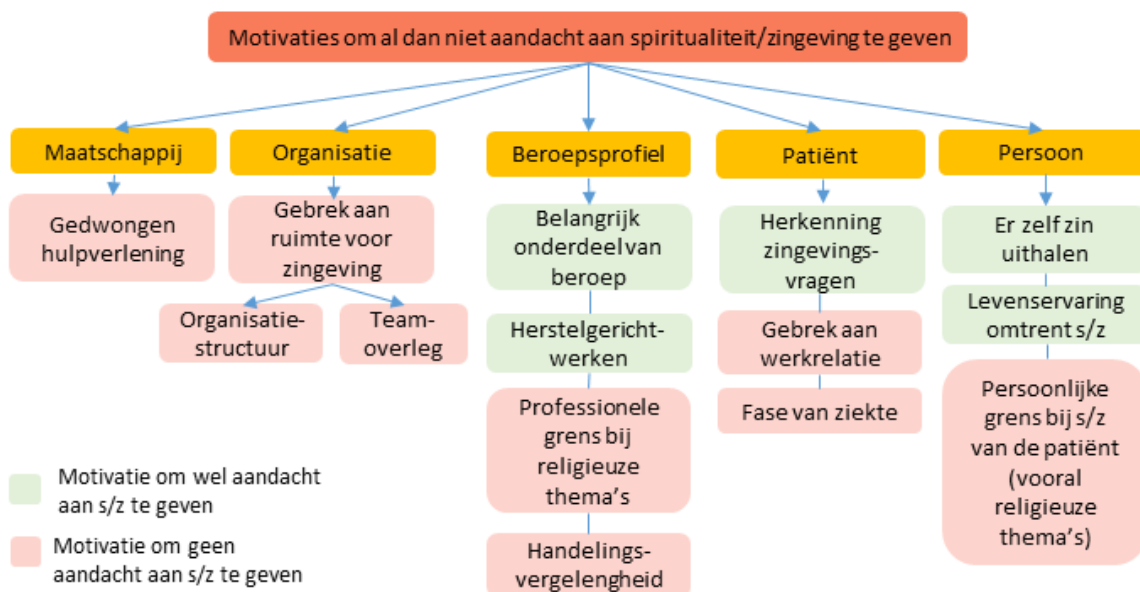 Motivaties om al dan niet aandacht aan spiritualiteit/zingeving te geven
Maatschappij
Gedwongen
hulpverlening
Organisatie
Gebrek aan
ruimte voor
zingeving
Organisatie-
structuur
Team-
overleg
Beroepsprofiel
Belangrijk
onderdeel van
beroep
Herstelgericht-
werken
Professionele
grens bij
religieuze
thema's
Handelings-
vergelengheid
Patiënt
Herkenning
zingevings-
vragen
Gebrek aan
werkrelatie
Fase van ziekte
Persoon
Er zelf zin
uithalen
Levenservaring
omtrent s/z
Persoonlijke
grens bij s/z
van de patiënt
(vooral
religieuze
thema's)
Motivatie om wel aandacht
aan s/z te geven
Motivatie om geen
aandacht aan s/z te geven